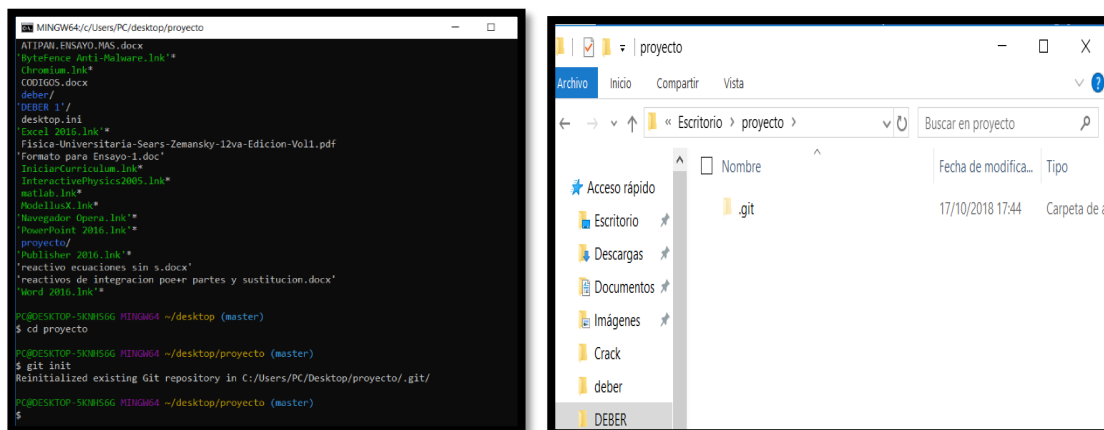 MINGW64:/c/Users/PC/desktop/proyecto
ATIPAN.ENSAYO.MAS.docx
'ByteFence Anti-Malware.lnk'*
Chromium.lnk*
CODIGOS.docx
deber/
'DEBER 1'/
desktop.ini
'Excel 2016.lnk'*
Fisica-Universitaria-Sears-Zemansky-12va-Edicion-Vol1.pdf
'Formato para Ensayo-1.doc'
IniciarCurriculum.lnk*
InteractivePhysics2005.lnk*
matlab.lnk*
ModellusX.lnk*
'Navegador Opera.lnk'*
'PowerPoint 2016.lnk'*
proyecto/
'Publisher 2016.lnk'*
'reactivo ecuaciones sin s.docx'
'reactivos de integracion poe+r partes y sustitucion.docx'
'Word 2016.lnk'*
PC@DESKTOP-5KNHS6G MINGW64 ~/desktop (master)
$ cd proyecto
PC@DESKTOP-5KNHS6G MINGW64 ~/desktop/proyecto (master)
$ git init
Reinitialized existing Git repository in C:/Users/PC/Desktop/proyecto/.git/
PC@DESKTOP-5KNHS6G MINGW64 ~/desktop/proyecto (master)
$
proyecto
Archivo Inicio Compartir Vista
« Escritorio > proyecto > Buscar en proyecto
Nombre Fecha de modifica... Tipo
.git 17/10/2018 17:44 Carpeta de a
Acceso rápido
Escritorio
Descargas
Documentos
Imágenes
Crack
deber
DEBER